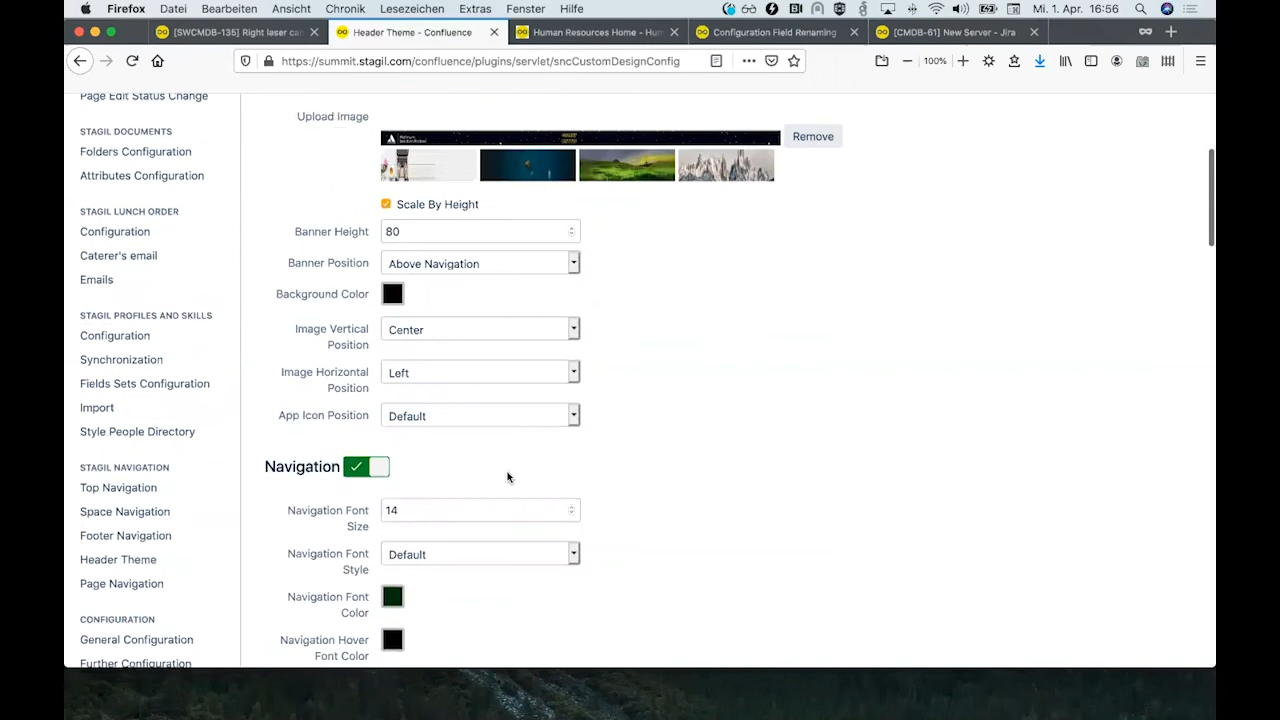 Firefox Datei Bearbeiten Ansicht Chronik Lesezeichen Extras Fenster Hilfe Mi. 1. Apr. 16:56
[SWCMDB-135] Right laser can
Header Theme - Confluence
Human Resources Home - Hum
Configuration Field Renaming
[CMDB-61] New Server - Jira
https://summit.stagil.com/confluence/plugins/servlet/sncCustomDesignConfig
100%
Page Edit Status Change
STAGIL DOCUMENTS
Folders Configuration
Attributes Configuration
STAGIL LUNCH ORDER
Configuration
Caterer's email
Emails
STAGIL PROFILES AND SKILLS
Configuration
Synchronization
Fields Sets Configuration
Import
Style People Directory
STAGIL NAVIGATION
Top Navigation
Space Navigation
Footer Navigation
Header Theme
Page Navigation
CONFIGURATION
General Configuration
Further Configuration
Upload Image
Remove
Scale By Height
Banner Height
80
Banner Position
Above Navigation
Background Color
Image Vertical
Position
Center
Image Horizontal
Position
Left
App Icon Position
Default
Navigation
Navigation Font
Size
14
Navigation Font
Style
Default
Navigation Font
Color
Navigation Hover
Font Color